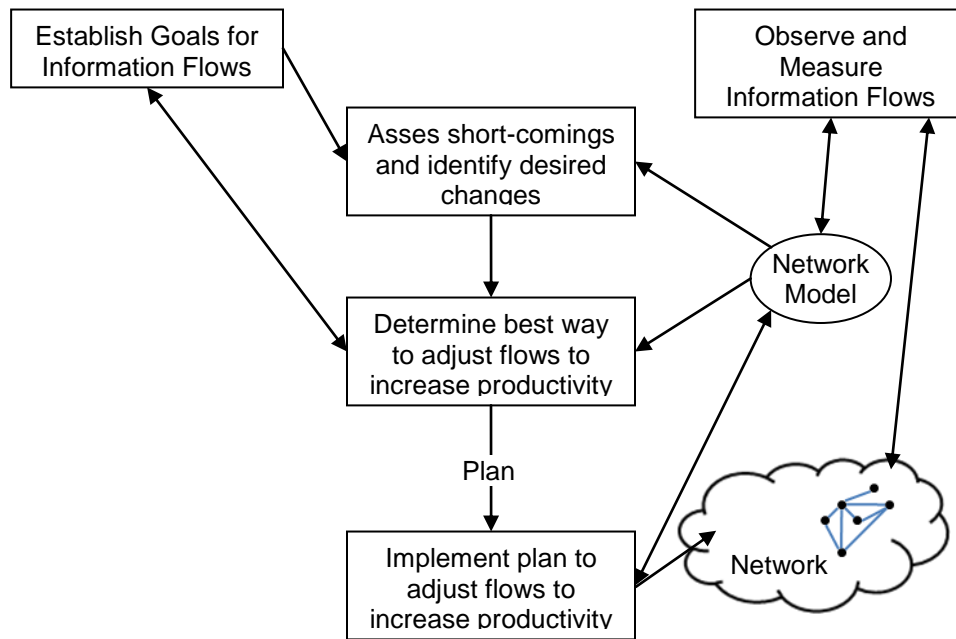 Establish Goals for
Information Flows
Observe and
Measure
Information Flows
Asses short-comings
and identify desired
changes
Network
Model
Determine best way
to adjust flows to
increase productivity
Plan
Implement plan to
adjust flows to
increase productivity
Network